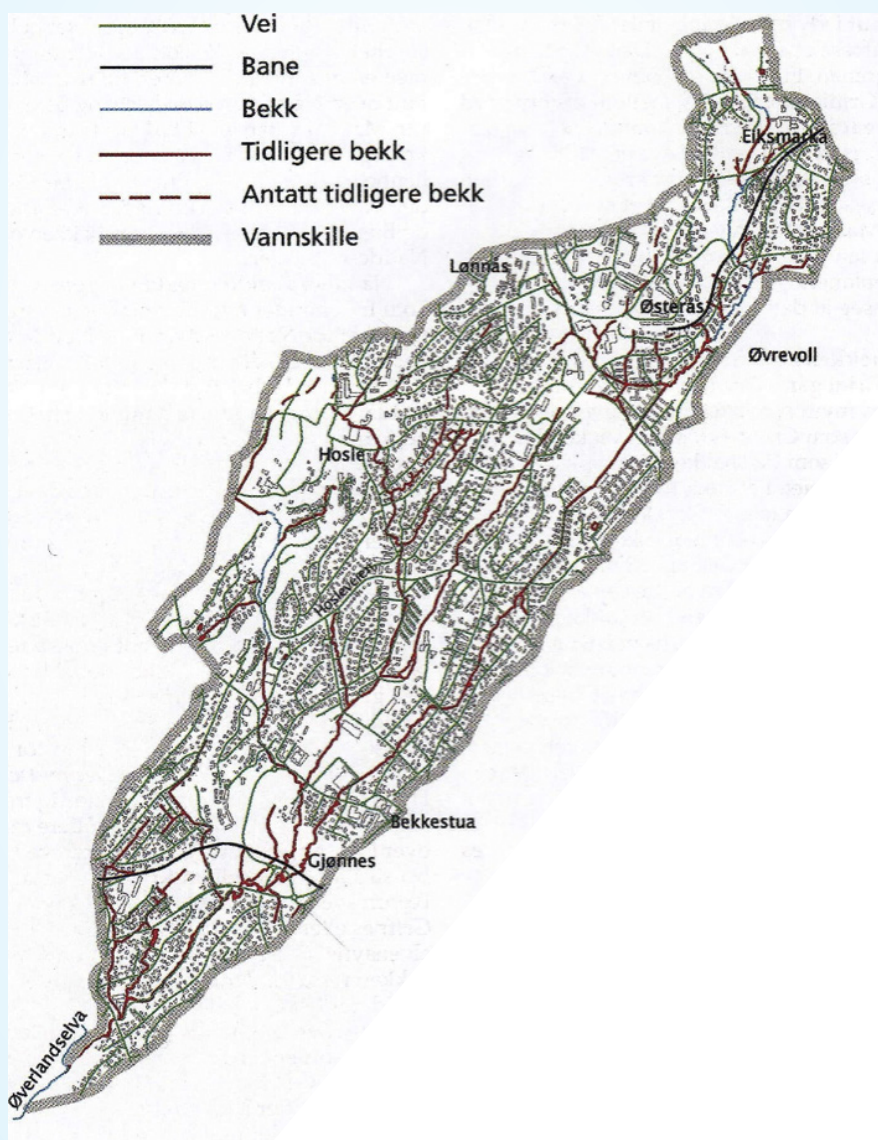 Vei
Bane
Bekk
Tidligere bekk
Antatt tidligere bekk
Vannskille
Eiksmarka
Lønnås
Østerås
Øvrevoll
Hosle
Hosleveien
Bekkestua
Gjønnes
Øverlandselva